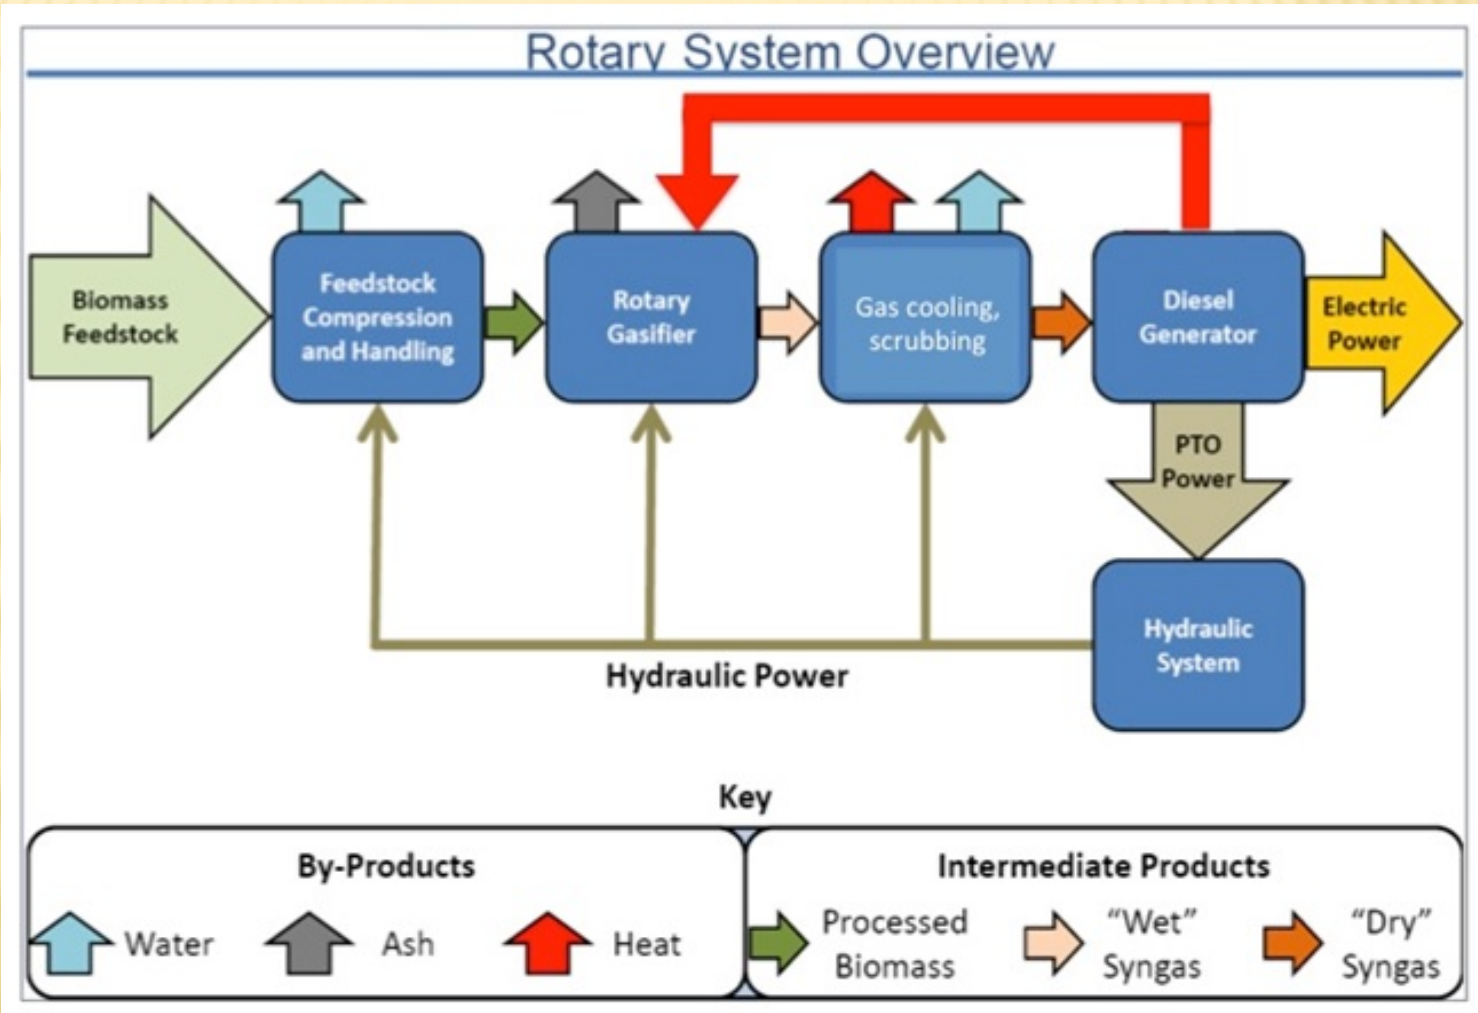 Rotary System Overview
Biomass
Feedstock
Feedstock
Compression
and Handling
Rotary
Gasifier
Gas cooling,
scrubbing
Diesel
Generator
Electric
Power
PTO
Power
Hydraulic
System
Hydraulic Power
Key
By-Products
Water
Ash
Heat
Intermediate Products
Processed
Biomass
“Wet”
Syngas
“Dry”
Syngas